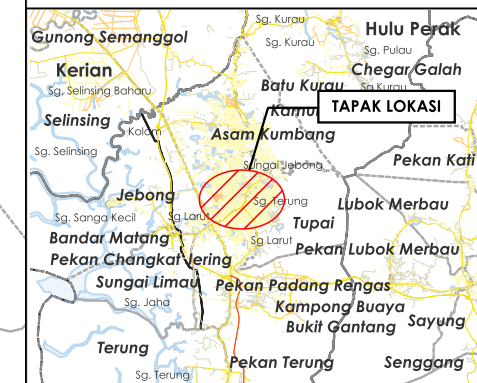 Sg. Kurau
Hulu Perak
Gunong Semanggol
Sg. Kurau
Sg. Pulau
Kerian
Chegar Galah
Batu Kurau
Sg Kurau
Sg. Selinsing Baharu
TAPAK LOKASI
Selinsing
Kolam
Asam Kumbang
Sg. Selinsing
Sungai Jebong
Pekan Kati
Jebong
Sg. Terung
Lubok Merbau
Sg. Sanga Kecil
Sg Larut
Tupai
Bandar Matang
Sg Larut
Pekan Lubok Merbau
Pekan Changkat Jering
Sungai Limau
Pekan Padang Rengas
Sg. Jaha
Kampong Buaya
Bukit Gantang
Sayung
Terung
Pekan Terung
Senggang
Sg. Terung